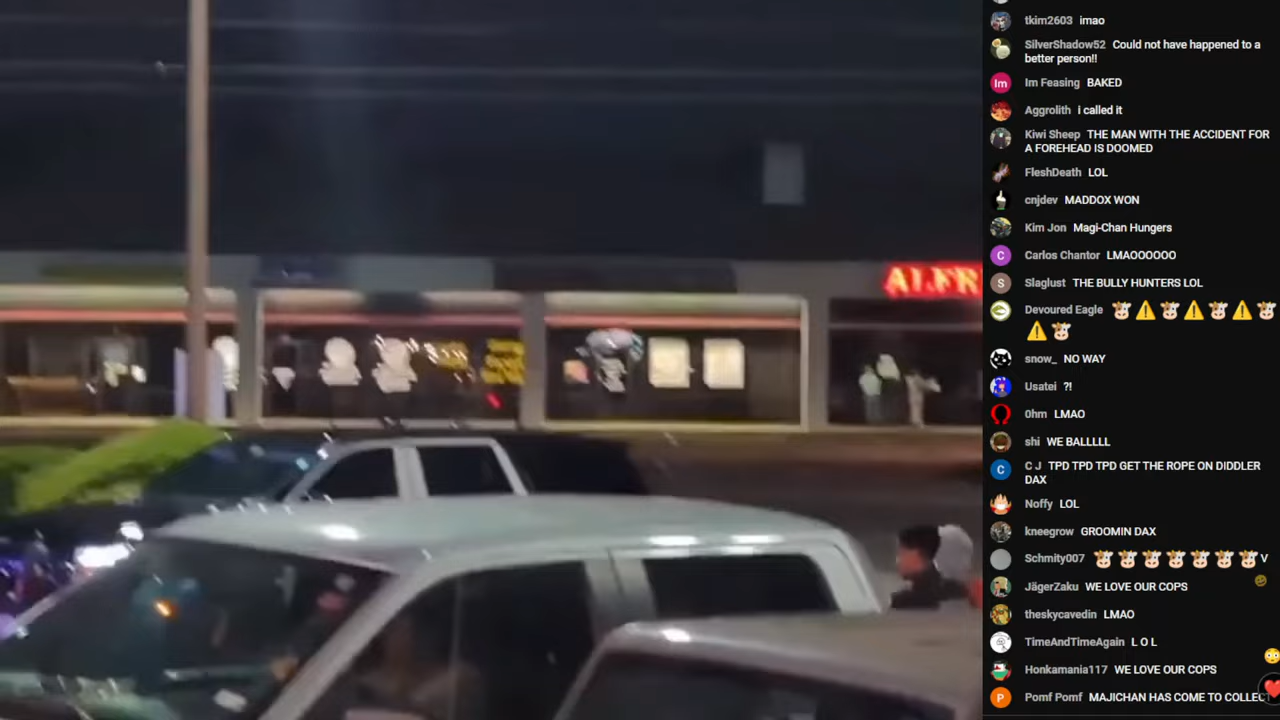 tkim2603 imao
SilverShadow52 Could not have happened to a
better person!!
Im
Im Feasing BAKED
Aggrolith i called it
Kiwi Sheep THE MAN WITH THE ACCIDENT FOR
A FOREHEAD IS DOOMED
FleshDeath LOL
cnjdev MADDOX WON
Kim Jon Magi-Chan Hungers
C
Carlos Chantor LMAOOOOOO
S
Slaglust THE BULLY HUNTERS LOL
ALFR
Devoured Eagle 🐮⚠️🐮⚠️🐮⚠️🐮
⚠️🐮
snow_ NO WAY
Usatei ?!
0hm LMAO
shi WE BALLLLL
C
C J TPD TPD TPD GET THE ROPE ON DIDDLER
DAX
Noffy LOL
kneegrow GROOMIN DAX
Schmity007 🐮🐮🐮🐮🐮🐮🐮 V
JägerZaku WE LOVE OUR COPS
theskycavedin LMAO
TimeAndTimeAgain L O L
Honkamania117 WE LOVE OUR COPS
P
Pomf Pomf MAJICHAN HAS COME TO COLLECT